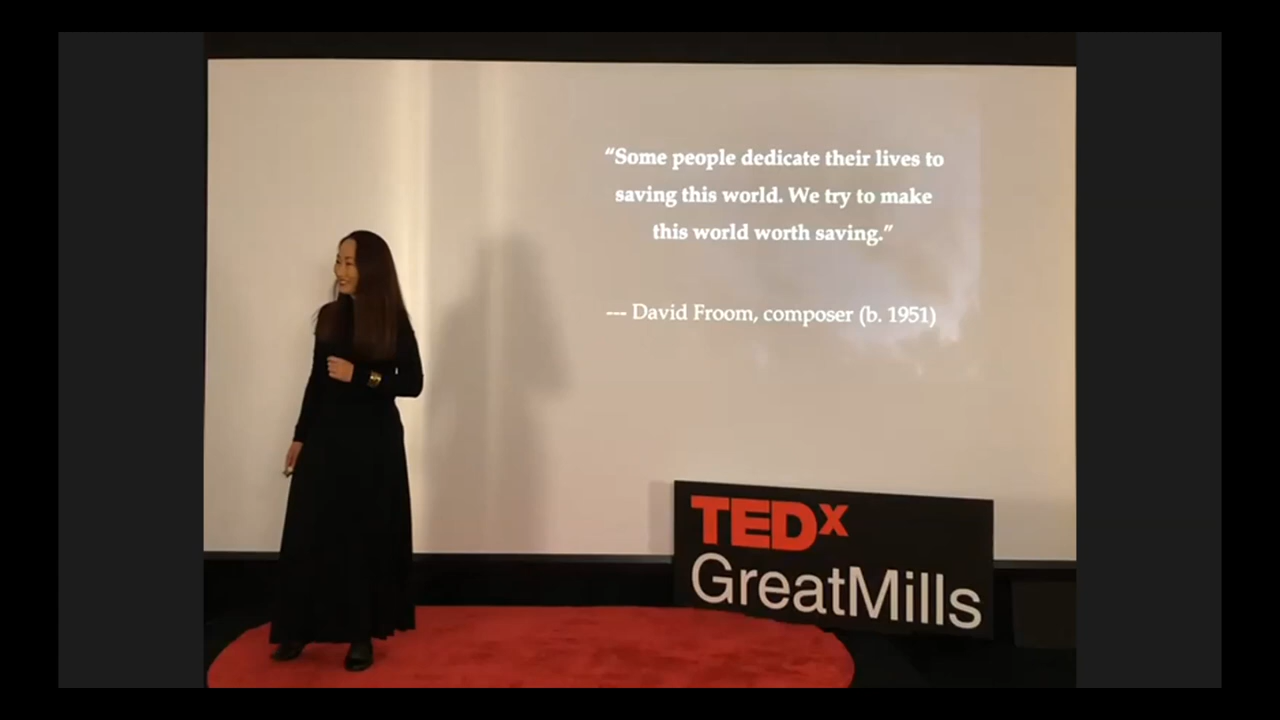 “Some people dedicate their lives to
saving this world. We try to make
this world worth saving.”
--- David Froom, composer (b. 1951)
TEDx
GreatMills